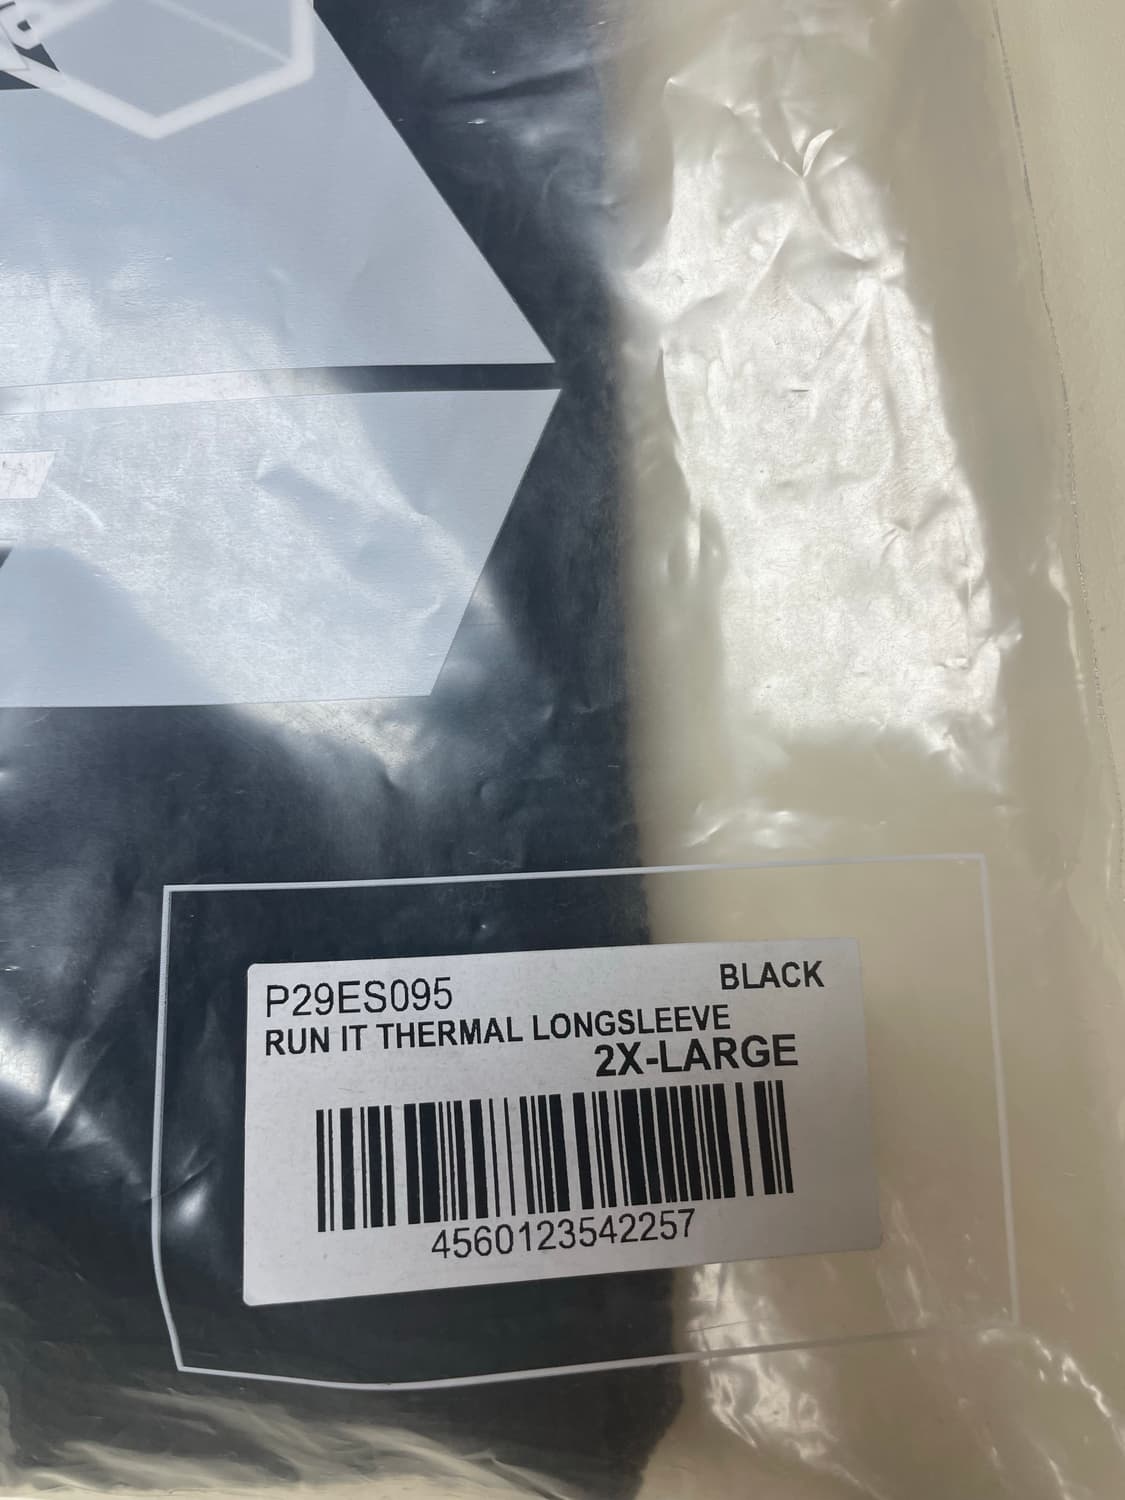 P29ES095 BLACK
RUN IT THERMAL LONGSLEEVE
2X-LARGE
4560123542257